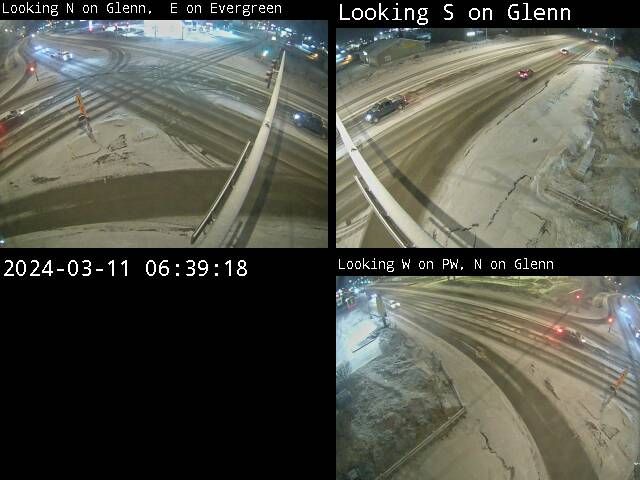 Looking N on Glenn, E on Evergreen
Looking S on Glenn
2024-03-11 06:39:18
Looking W on PW, N on Glenn